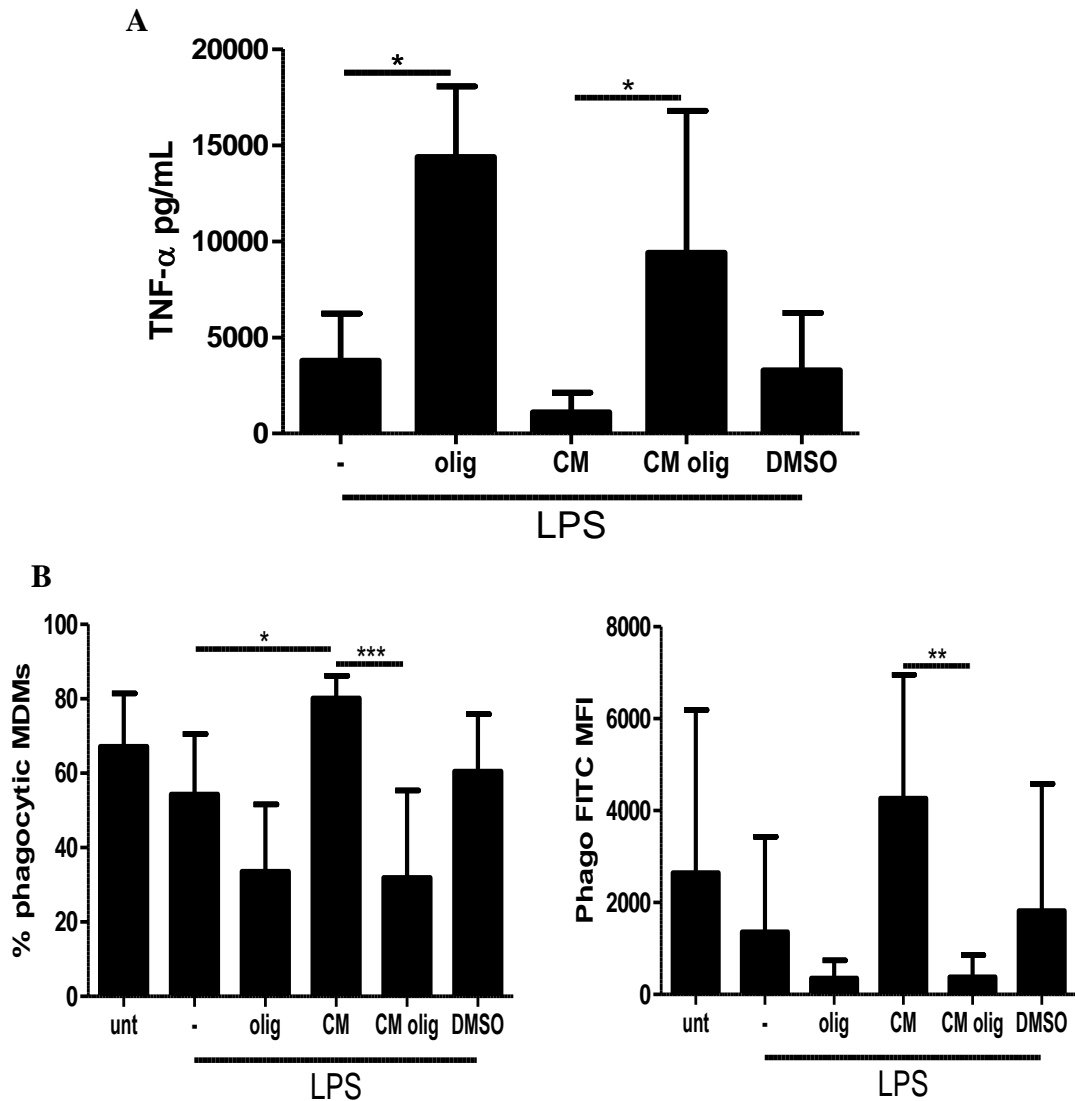 A
20000
15000
10000
5000
0
TNF-α pg/mL
*
*
- olig CM CM olig DMSO
LPS
B
100
80
60
40
20
0
% phagocytic MDMs
*
***
unt - olig CM CM olig DMSO
LPS
8000
6000
4000
2000
0
Phago FITC MFI
**
unt - olig CM CM olig DMSO
LPS